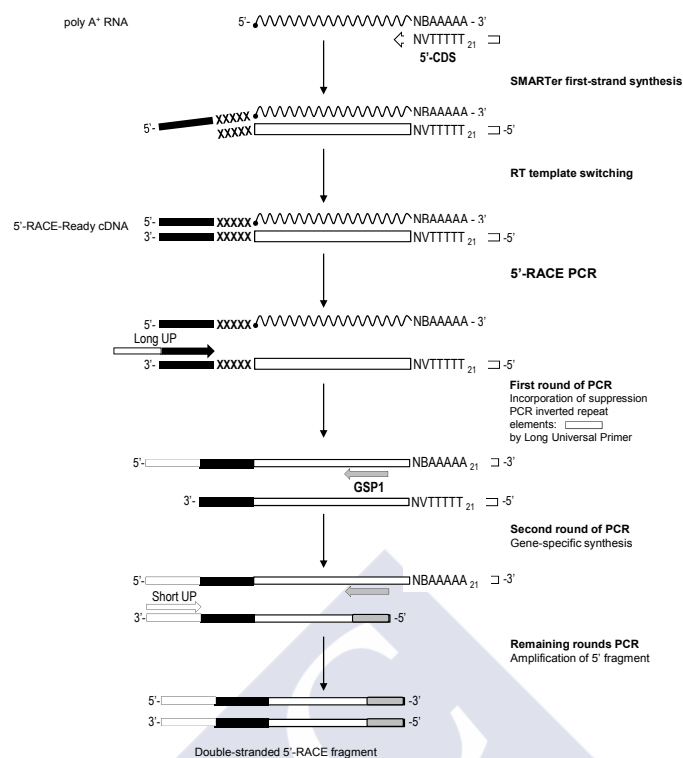 poly A+ RNA
5'- NBAAAAA - 3'
NVTTTTT 21
5'-CDS
SMARTer first-strand synthesis
5'- XXXXX NBAAAAA - 3'
XXXXX NVTTTTT 21 -5'
RT template switching
5'-RACE-Ready cDNA
5'- XXXXX NBAAAAA - 3'
3'- XXXXX NVTTTTT 21 -5'
5'-RACE PCR
5'- XXXXX NBAAAAA - 3'
Long UP
3'- XXXXX NVTTTTT 21 -5'
First round of PCR
Incorporation of suppression
PCR inverted repeat
elements:
by Long Universal Primer
5'- NBAAAAA 21 -3'
GSP1
3'- NVTTTTT 21 -5'
Second round of PCR
Gene-specific synthesis
5'- NBAAAAA 21 -3'
Short UP
3'- -5'
Remaining rounds PCR
Amplification of 5' fragment
5'- -3'
3'- -5'
Double-stranded 5'-RACE fragment